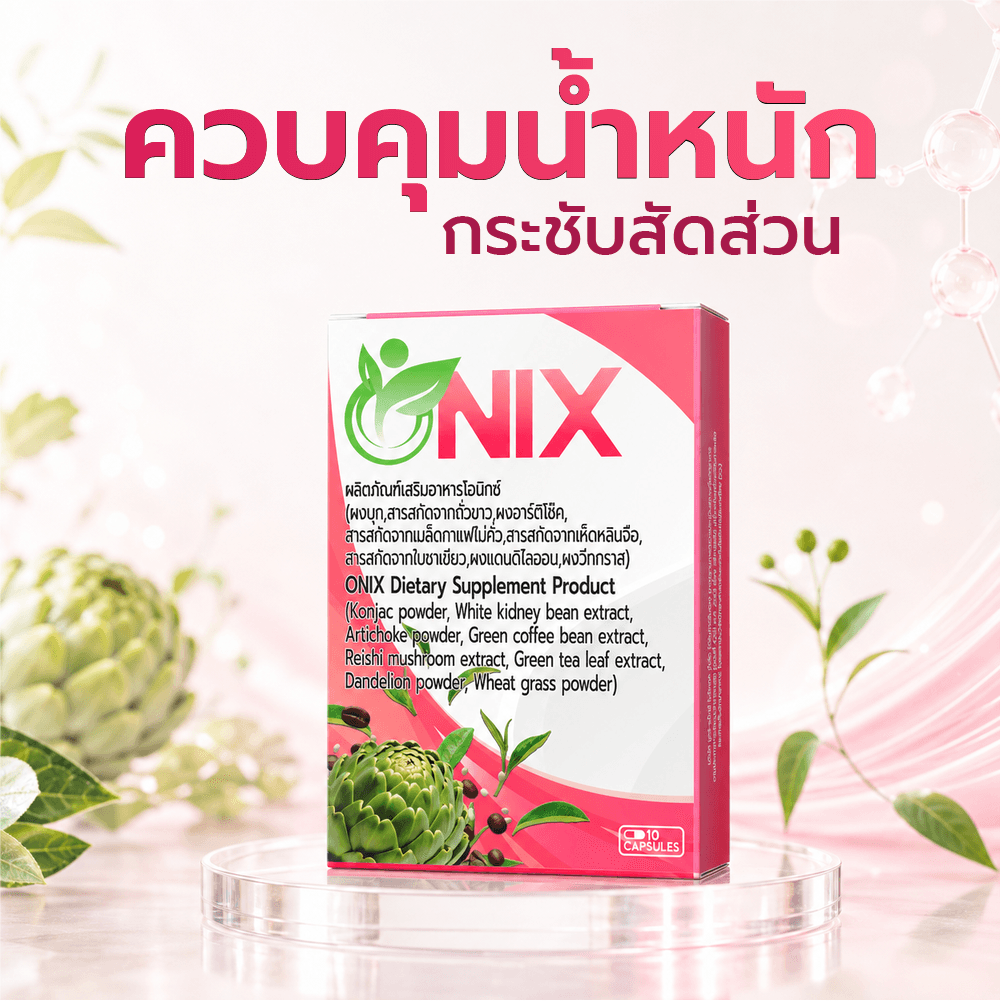 ควบคุมน้ำหนัก
กระชับสัดส่วน
ONIX
ผลิตภัณฑ์เสริมอาหารโอนิกซ์
(ผงบุก,สารสกัดจากถั่วขาว,ผงอาร์ติโช๊ค,
สารสกัดจากเมล็ดกาแฟไม่คั่ว,สารสกัดจากเห็ดหลินจือ,
สารสกัดจากใบชาเขียว,ผงแดนดิไลออน,ผงวีทกราส)
ONIX Dietary Supplement Product
(Konjac powder, White kidney bean extract,
Artichoke powder, Green coffee bean extract,
Reishi mushroom extract, Green tea leaf extract,
Dandelion powder, Wheat grass powder)
10
CAPSULES